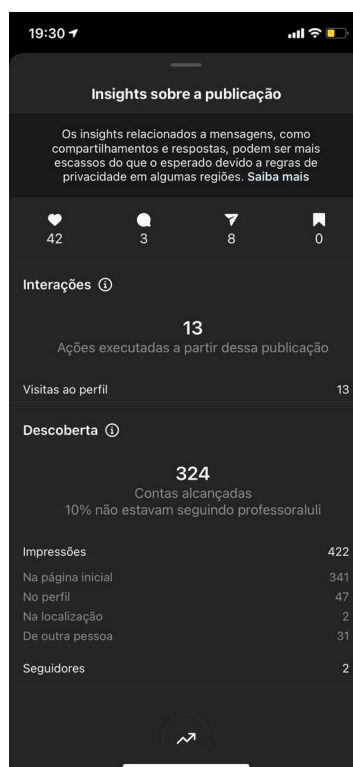 19:30
Insights sobre a publicação
Os insights relacionados a mensagens, como
compartilhamentos e respostas, podem ser mais
escassos do que o esperado devido a regras de
privacidade em algumas regiões. Saiba mais
42 3 8 0
Interações
13
Ações executadas a partir dessa publicação
Visitas ao perfil 13
Descoberta
324
Contas alcançadas
10% não estavam seguindo professoraluli
Impressões 422
Na página inicial 341
No perfil 47
Na localização 2
De outra pessoa 31
Seguidores 2